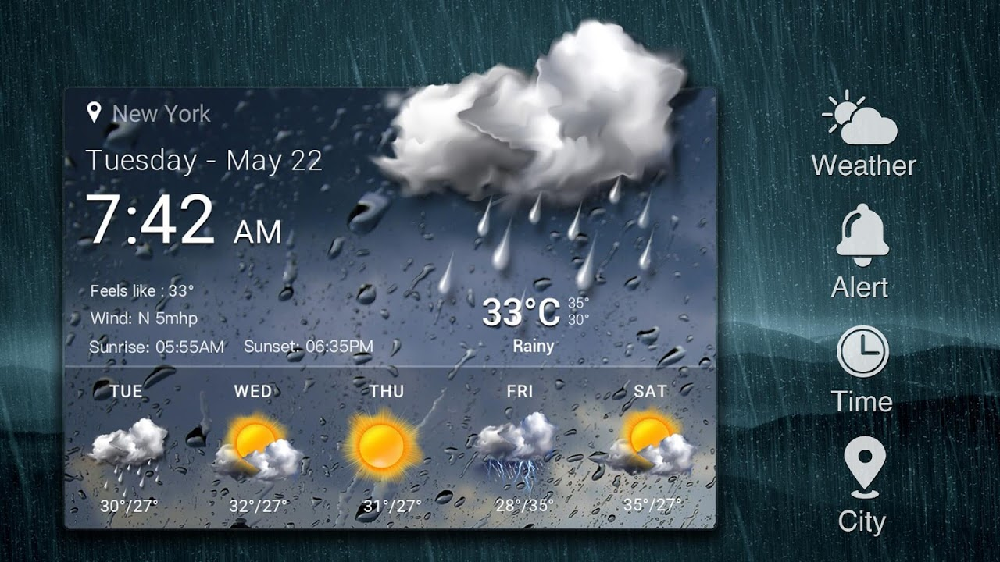 New York
Tuesday - May 22
7:42 AM
Feels like : 33°
Wind: N 5mhp
Sunrise: 05:55AM Sunset: 06:35PM
33°C 35° 30°
Rainy
TUE WED THU FRI SAT
30°/27° 32°/27° 31°/27° 28°/35° 35°/27°
Weather
Alert
Time
City